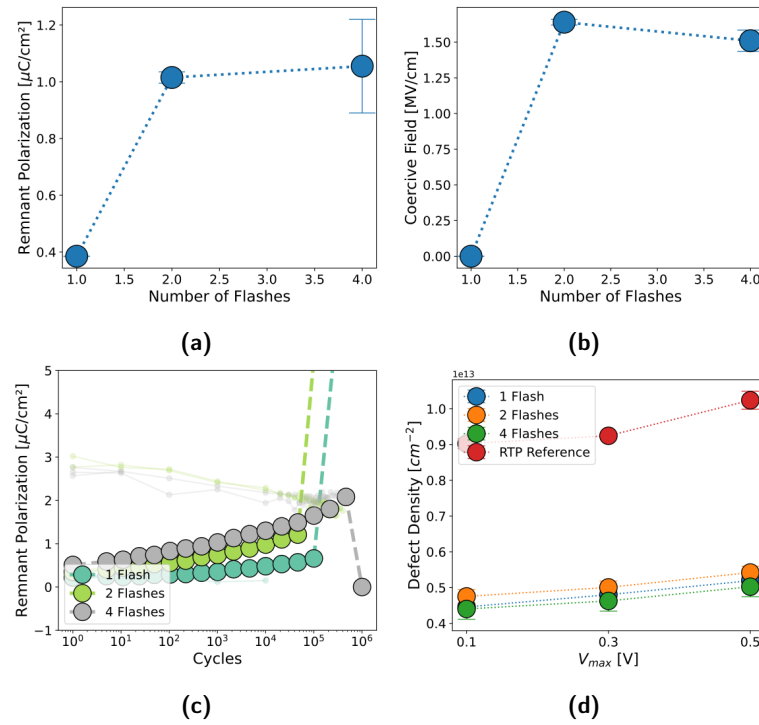 Remnant Polarization [μC/cm²]
1.2
1.0
0.8
0.6
0.4
1.0 1.5 2.0 2.5 3.0 3.5 4.0
Number of Flashes
(a)
Coercive Field [MV/cm]
1.50
1.25
1.00
0.75
0.50
0.25
0.00
1.0 1.5 2.0 2.5 3.0 3.5 4.0
Number of Flashes
(b)
Remnant Polarization [μC/cm²]
5
4
3
2
1
0
−1
1 Flash
2 Flashes
4 Flashes
10⁰ 10¹ 10² 10³ 10⁴ 10⁵ 10⁶
Cycles
(c)
1e13
Defect Density [cm⁻²]
1.0
0.9
0.8
0.7
0.6
0.5
0.4
1 Flash
2 Flashes
4 Flashes
RTP Reference
0.1 0.3 0.5
Vmax [V]
(d)